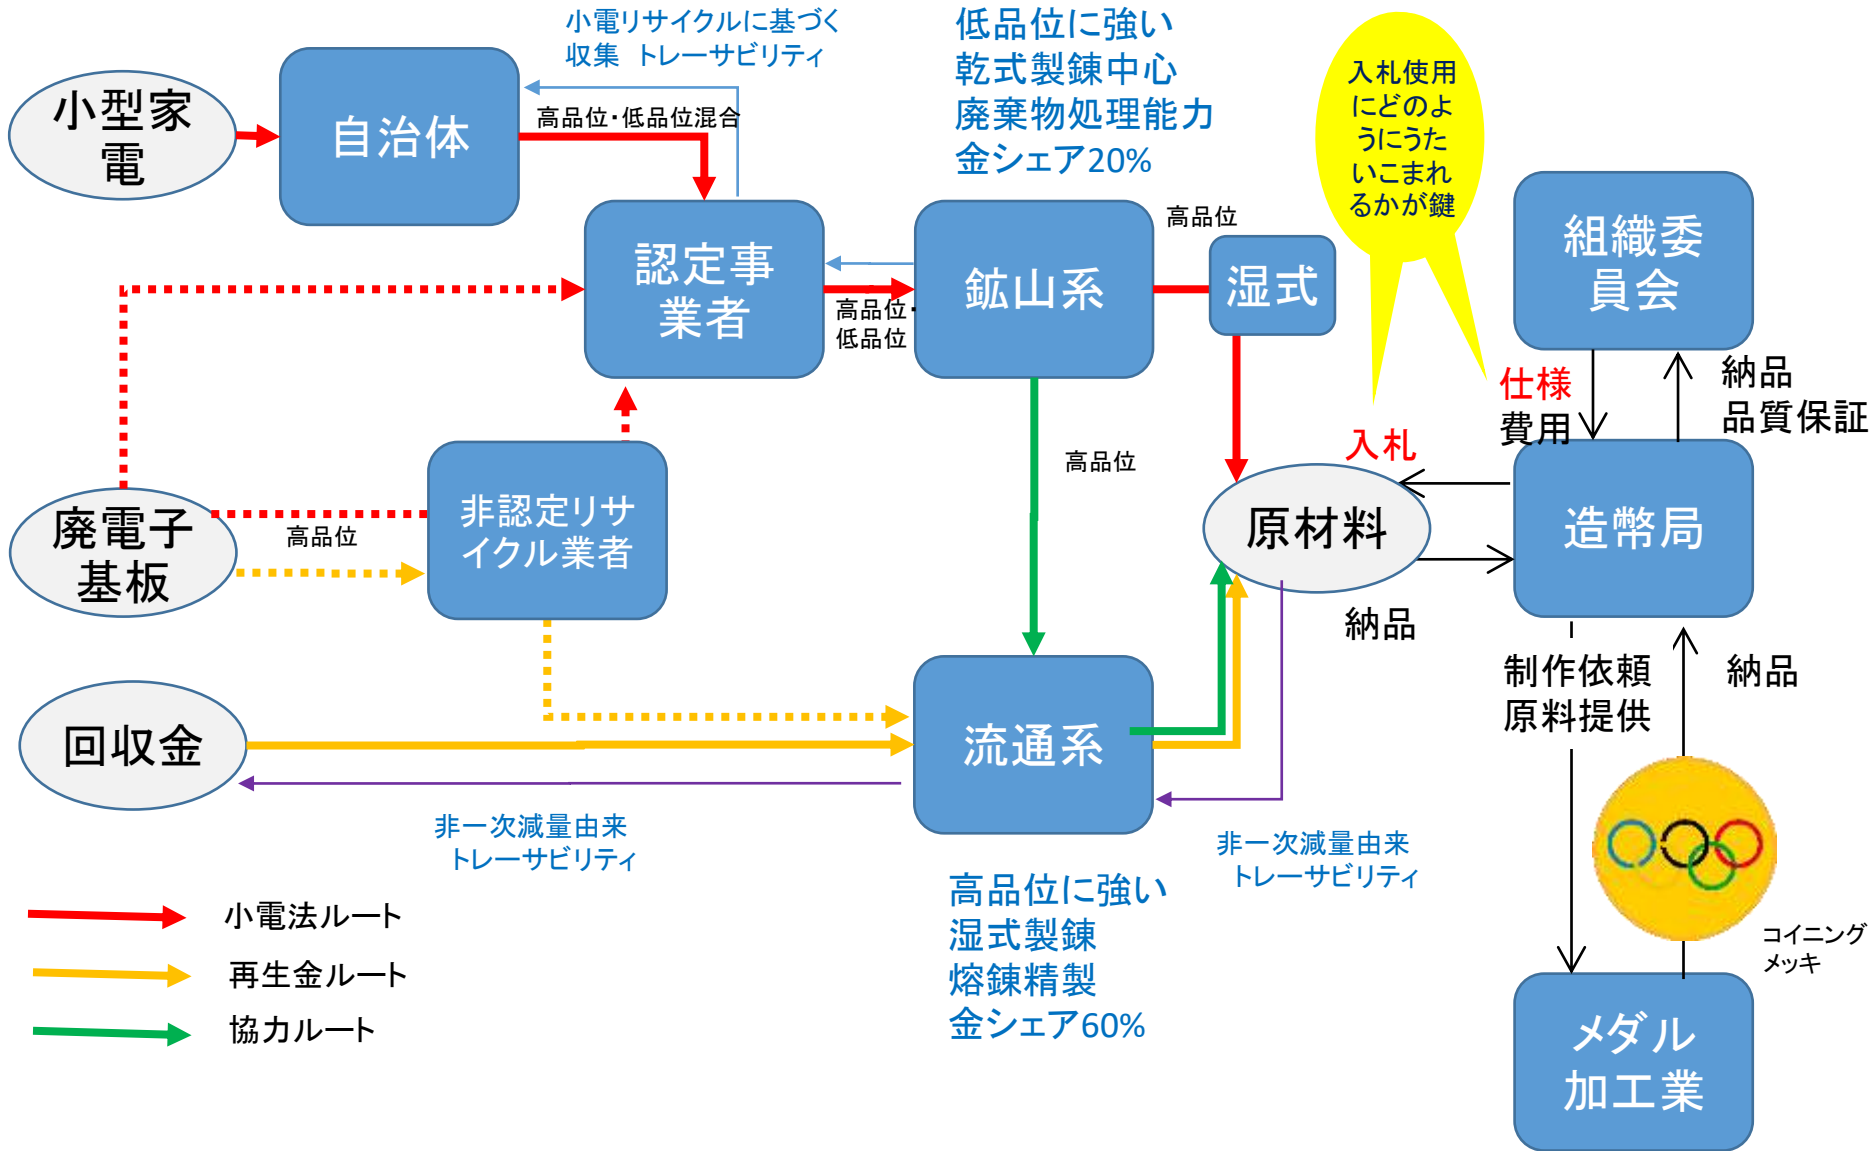 小電リサイクルに基づく
収集　トレーサビリティ
低品位に強い
乾式製錬中心
廃棄物処理能力
金シェア20%
入札使用
にどのよ
うにうた
いこまれ
るかが鍵
小型家
電
自治体
高品位・低品位混合
認定事
業者
高品位・
低品位
鉱山系
高品位
湿式
組織委
員会
仕様
費用
納品
品質保証
入札
高品位
廃電子
基板
高品位
非認定リサ
イクル業者
原材料
造幣局
納品
制作依頼
原料提供
納品
回収金
流通系
非一次減量由来
トレーサビリティ
非一次減量由来
トレーサビリティ
高品位に強い
湿式製錬
熔錬精製
金シェア60%
小電法ルート
再生金ルート
協力ルート
コイニング
メッキ
メダル
加工業